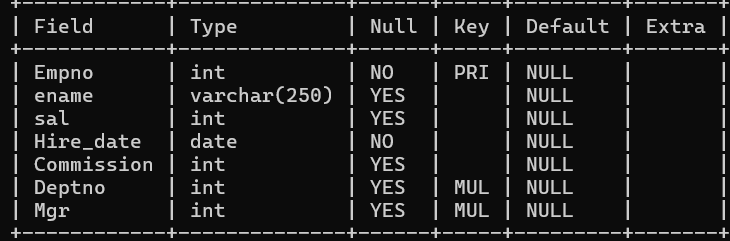 | Field | Type | Null | Key | Default | Extra |
| Empno | int | NO | PRI | NULL | |
| ename | varchar(250) | YES | | NULL | |
| sal | int | YES | | NULL | |
| Hire_date | date | NO | | NULL | |
| Commission | int | YES | | NULL | |
| Deptno | int | YES | MUL | NULL | |
| Mgr | int | YES | MUL | NULL | |